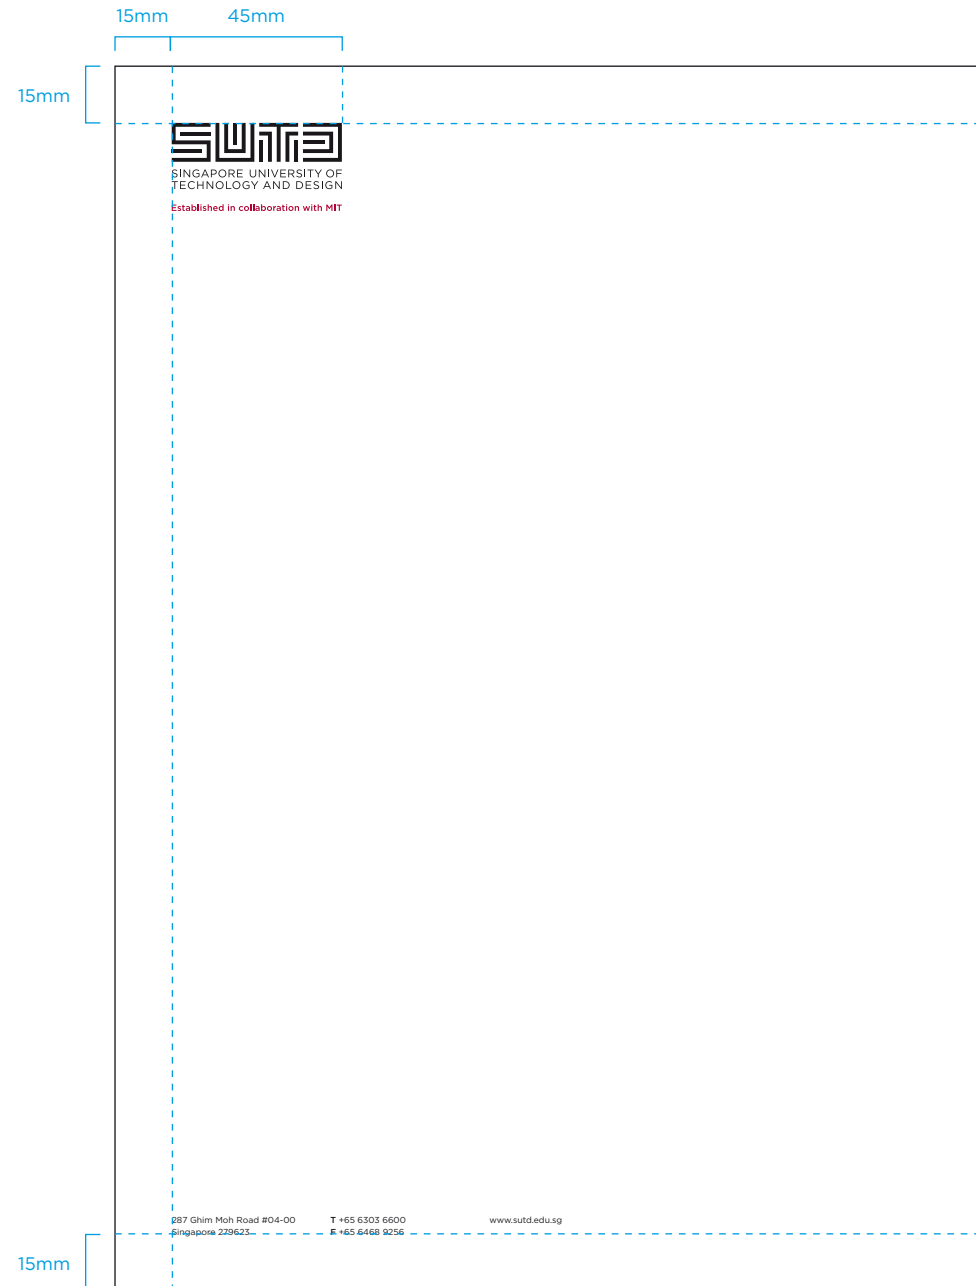 15mm 45mm
15mm
SUTD
SINGAPORE UNIVERSITY OF
TECHNOLOGY AND DESIGN
Established in collaboration with MIT
287 Ghim Moh Road #04-00 T +65 6303 6600 www.sutd.edu.sg
Singapore 279623 F +65 6468 9256
15mm